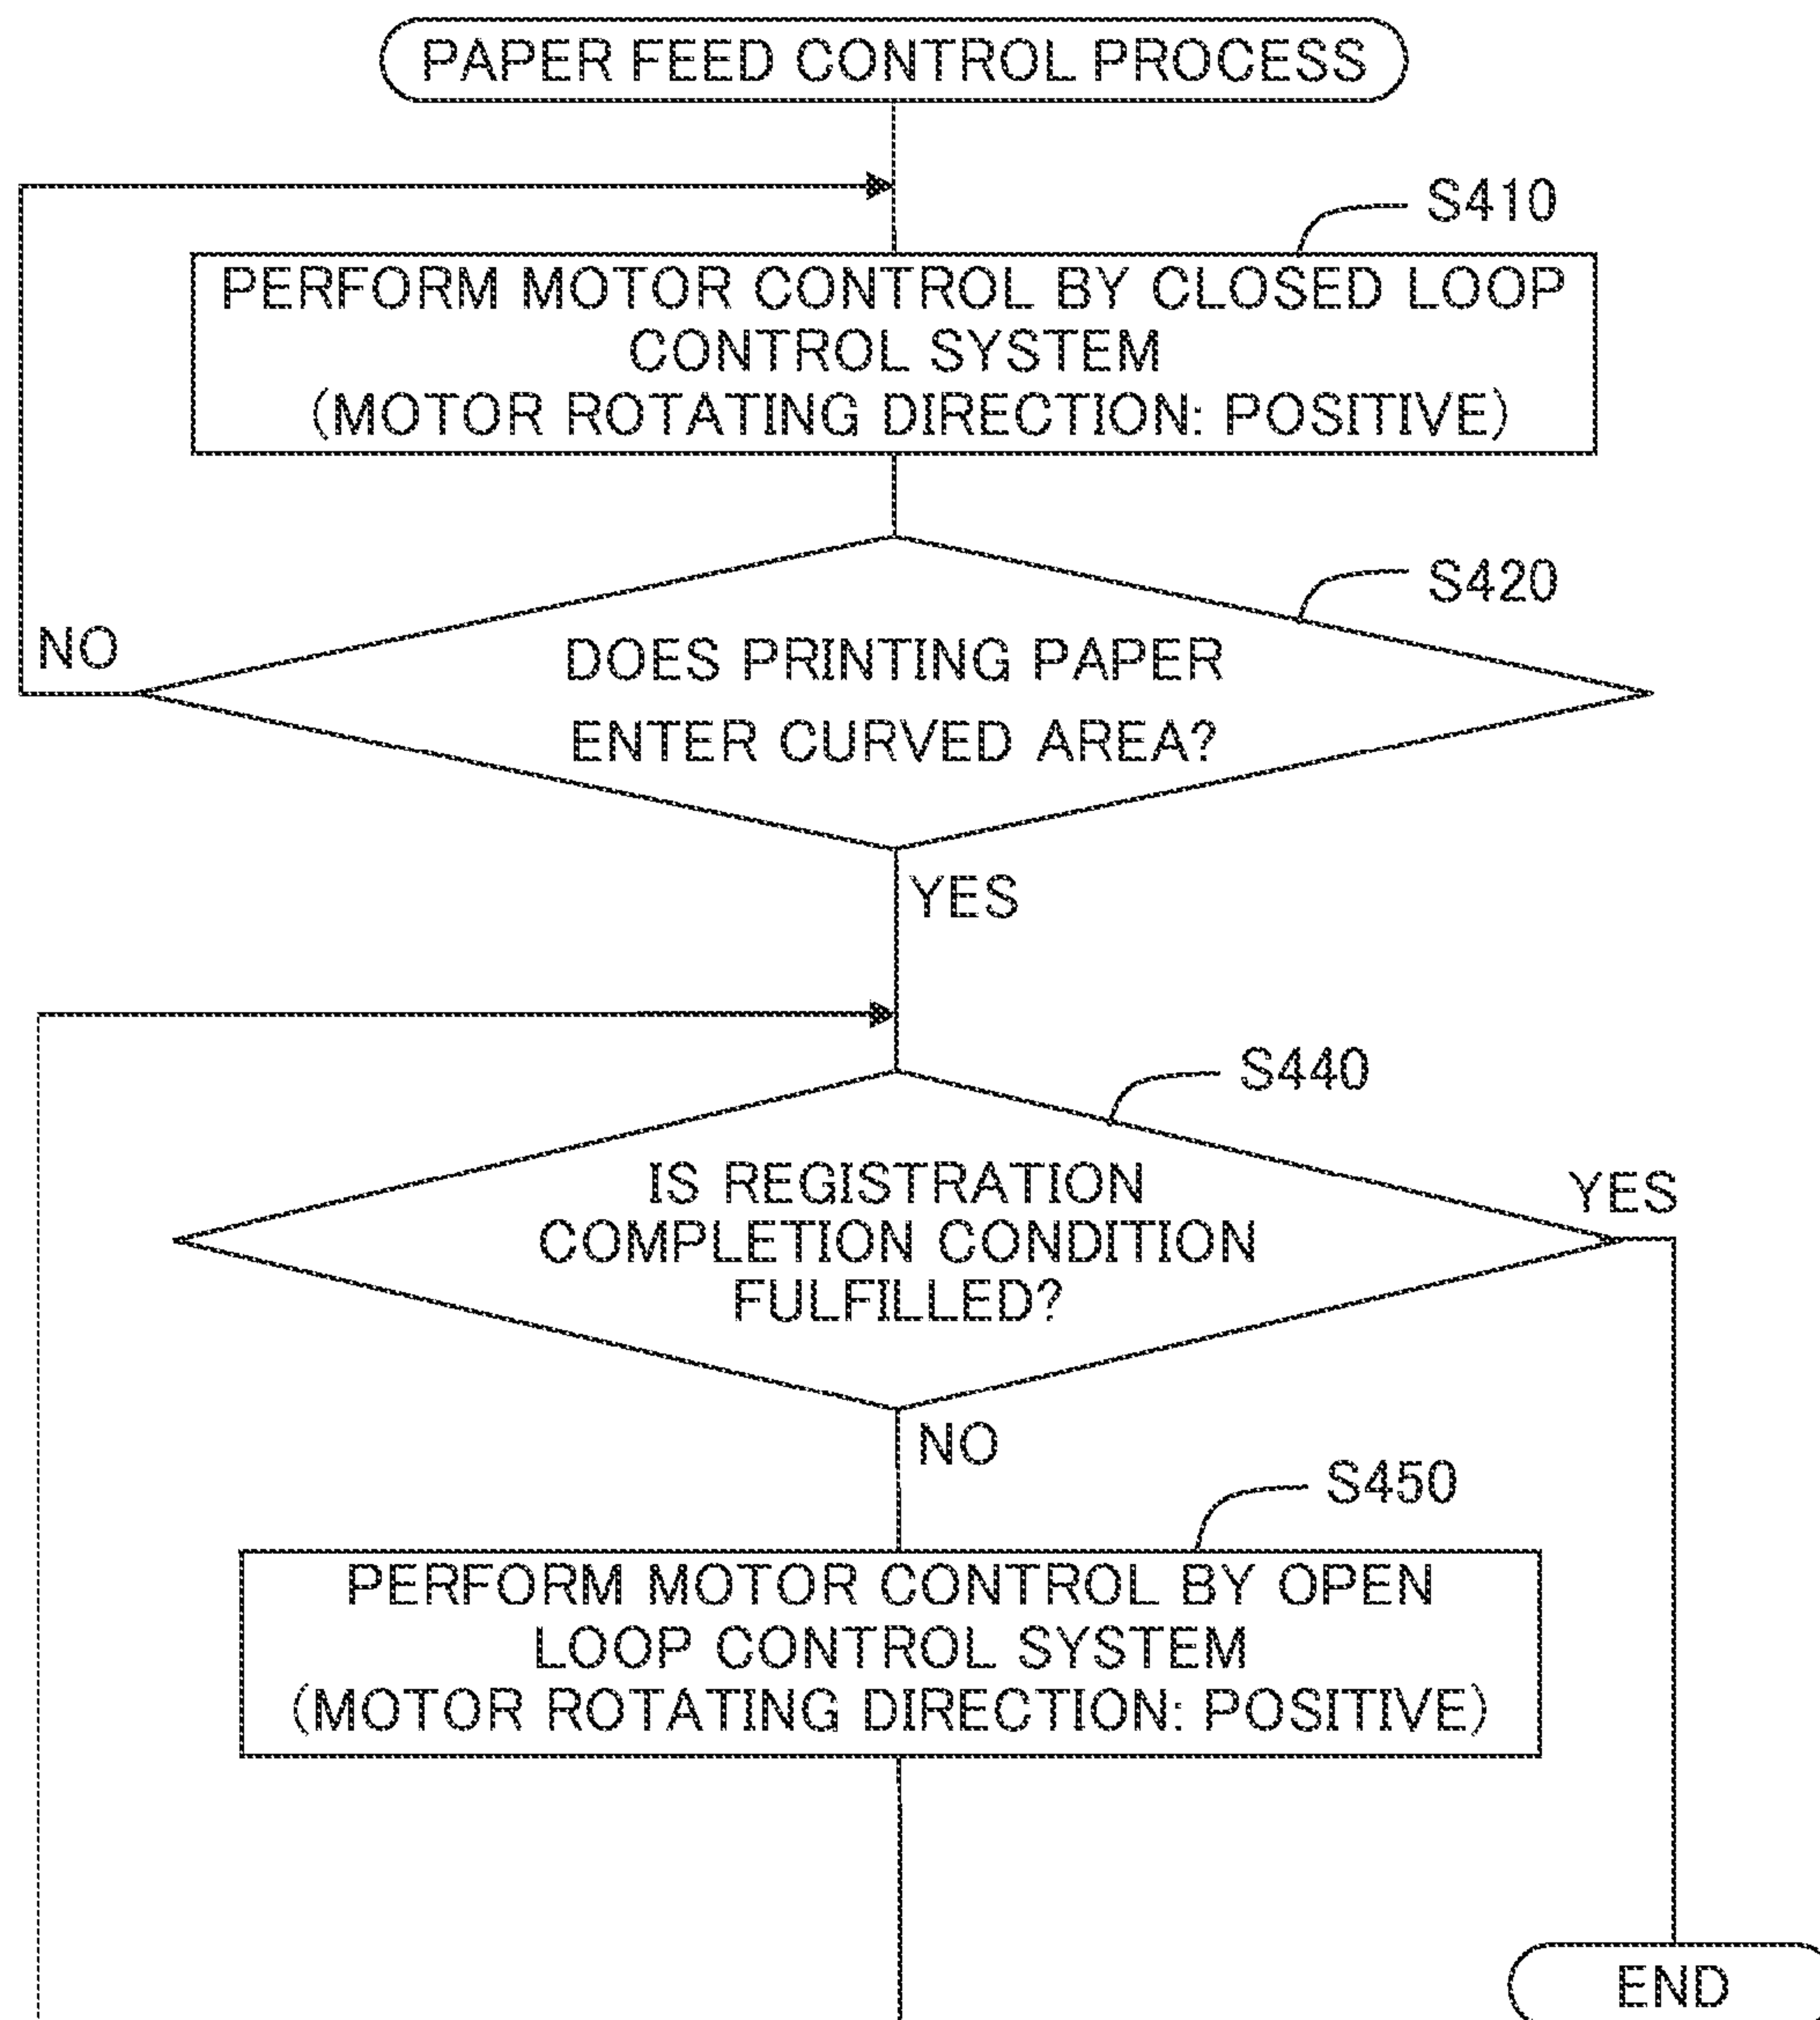 PAPER FEED CONTROL PROCESS
S410
PERFORM MOTOR CONTROL BY CLOSED LOOP
CONTROL SYSTEM
(MOTOR ROTATING DIRECTION: POSITIVE)
S420
NO
DOES PRINTING PAPER
ENTER CURVED AREA?
YES
S440
IS REGISTRATION
COMPLETION CONDITION
FULFILLED?
YES
NO
S450
PERFORM MOTOR CONTROL BY OPEN
LOOP CONTROL SYSTEM
(MOTOR ROTATING DIRECTION: POSITIVE)
END